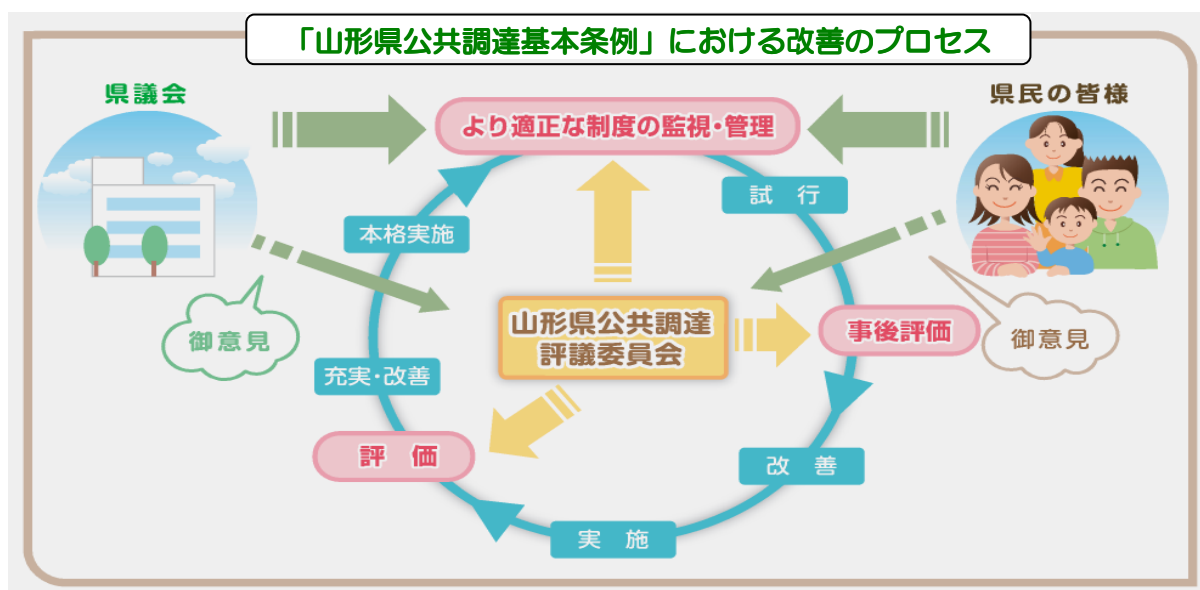 「山形県公共調達基本条例」における改善のプロセス
県議会
県民の皆様
より適正な制度の監視・管理
試　行
本格実施
山形県公共調達
評議委員会
事後評価
御意見
御意見
充実・改善
評　価
改　善
実　施